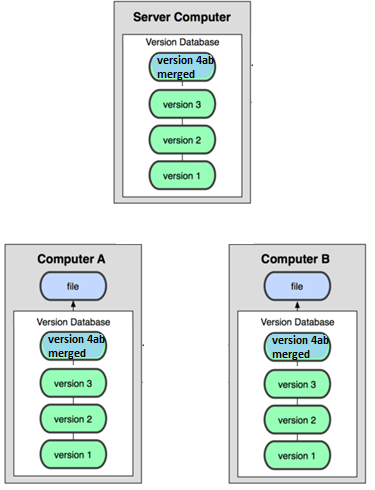 Server Computer
Version Database
version 4ab
merged
version 3
version 2
version 1
Computer A
file
Version Database
version 4ab
merged
version 3
version 2
version 1
Computer B
file
Version Database
version 4ab
merged
version 3
version 2
version 1